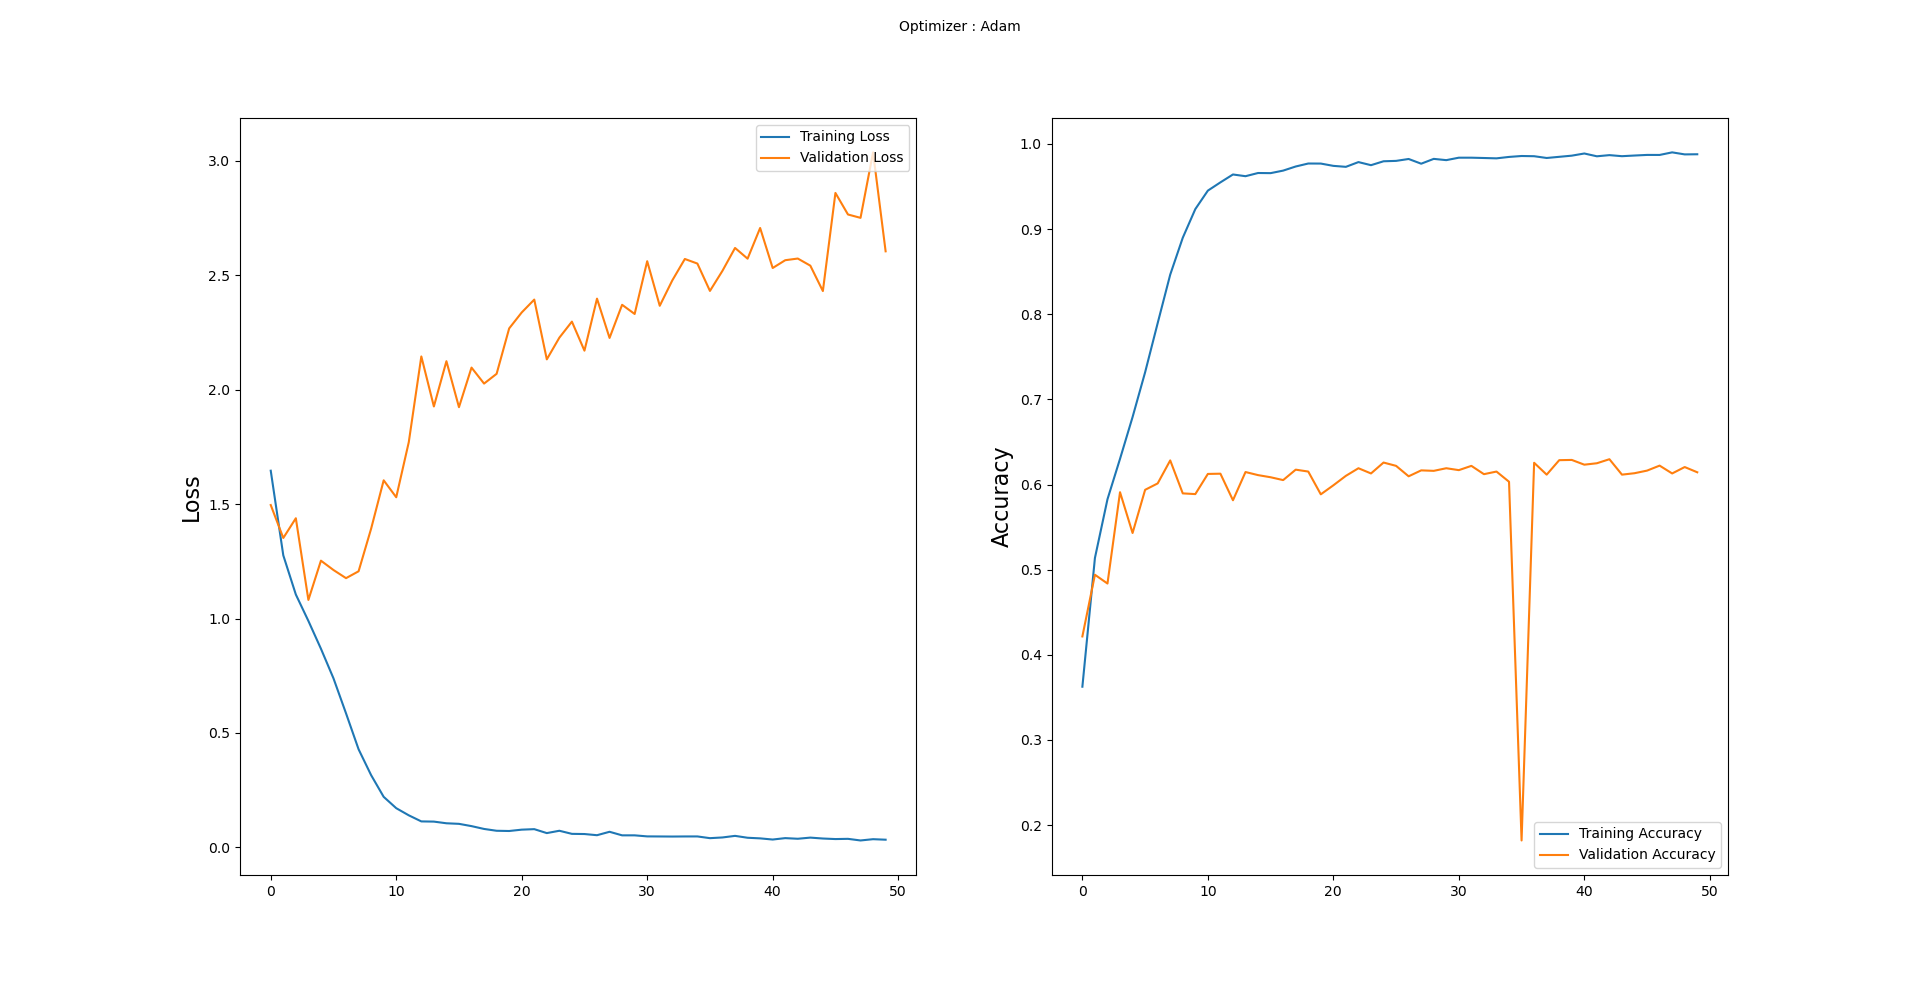 Optimizer : Adam
Loss
3.0
2.5
2.0
1.5
1.0
0.5
0.0
0 10 20 30 40 50
Training Loss
Validation Loss
Accuracy
1.0
0.9
0.8
0.7
0.6
0.5
0.4
0.3
0.2
0 10 20 30 40 50
Training Accuracy
Validation Accuracy